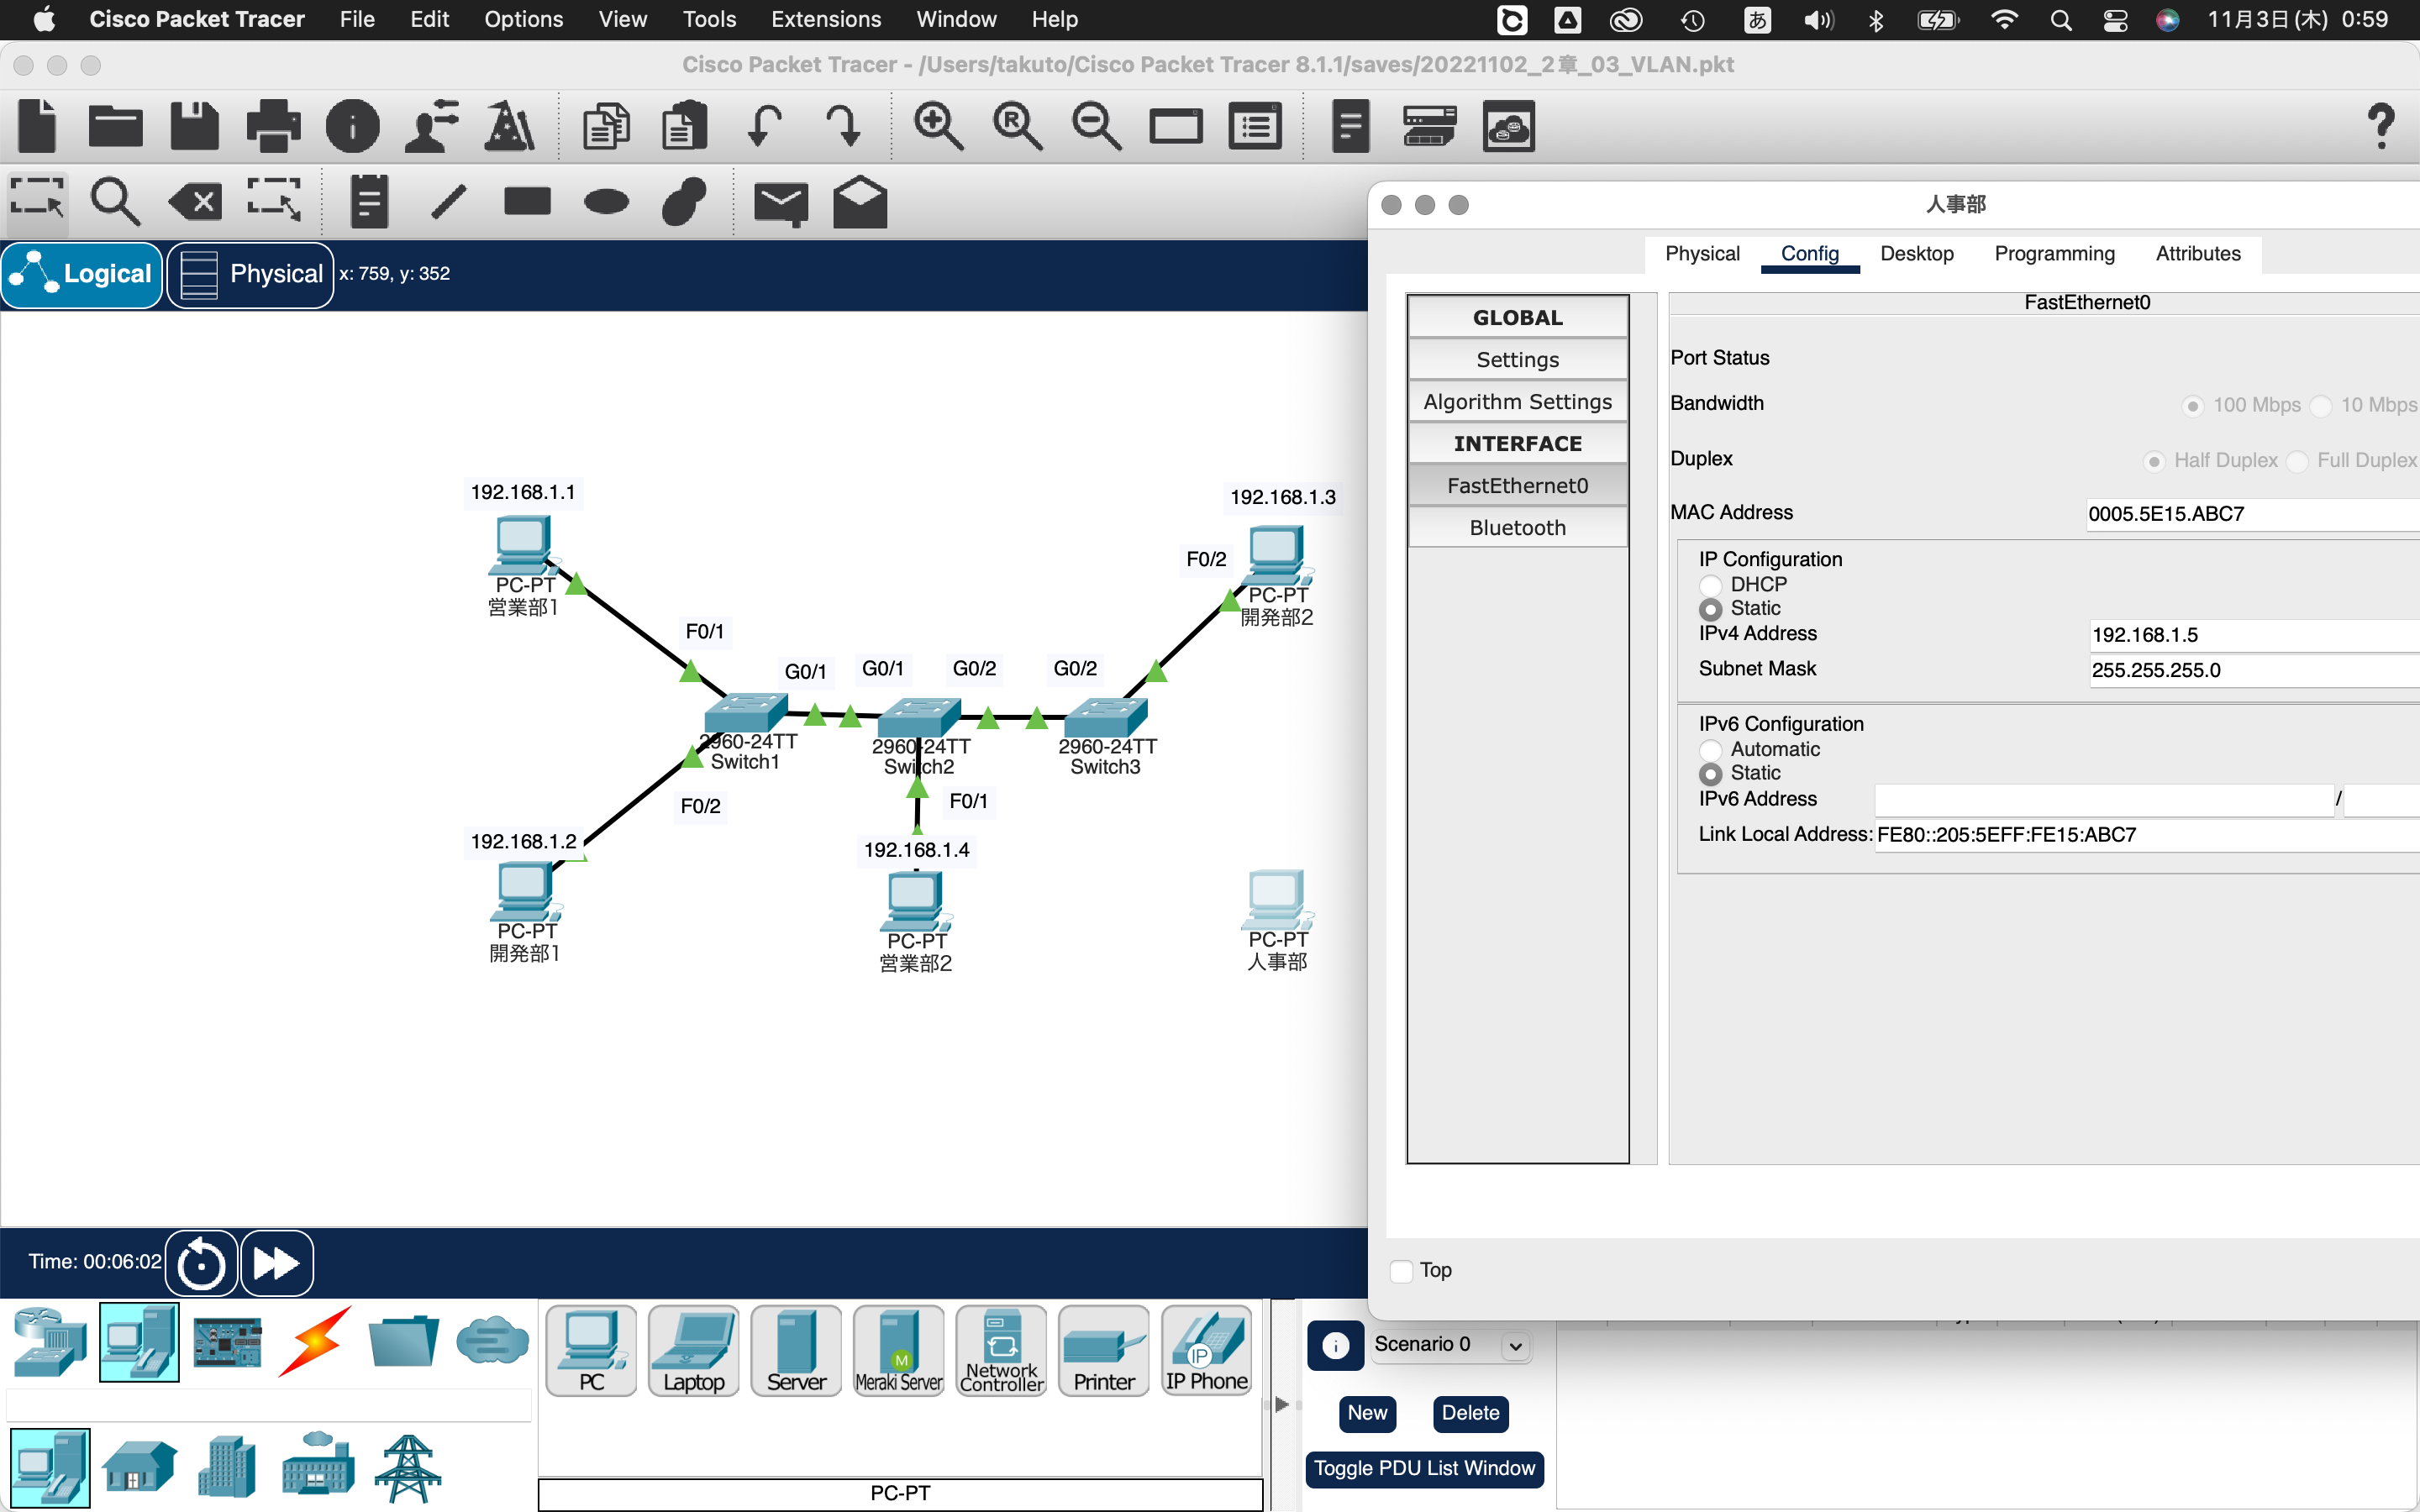 Cisco Packet Tracer File Edit Options View Tools Extensions Window Help あ 11月3日(木) 0:59
Cisco Packet Tracer - /Users/takuto/Cisco Packet Tracer 8.1.1/saves/20221102_2章_03_VLAN.pkt
人事部
Logical Physical x: 759, y: 352
Physical Config Desktop Programming Attributes
GLOBAL
Settings
Algorithm Settings
INTERFACE
FastEthernet0
Bluetooth
FastEthernet0
Port Status
Bandwidth 100 Mbps 10 Mbps
Duplex Half Duplex Full Duplex
MAC Address 0005.5E15.ABC7
IP Configuration
DHCP
Static
IPv4 Address 192.168.1.5
Subnet Mask 255.255.255.0
IPv6 Configuration
Automatic
Static
IPv6 Address /
Link Local Address: FE80::205:5EFF:FE15:ABC7
Top
192.168.1.1
PC-PT
営業部1
192.168.1.3
F0/2
PC-PT
開発部2
F0/1
G0/1 G0/1 G0/2 G0/2
2960-24TT
Switch1
2960-24TT
Switch2
2960-24TT
Switch3
F0/2
F0/1
192.168.1.2
PC-PT
開発部1
192.168.1.4
PC-PT
営業部2
PC-PT
人事部
Time: 00:06:02
PC
Laptop
Server
M
Meraki Server
Network
Controller
Printer
IP
IP Phone
PC-PT
Scenario 0
New Delete
Toggle PDU List Window